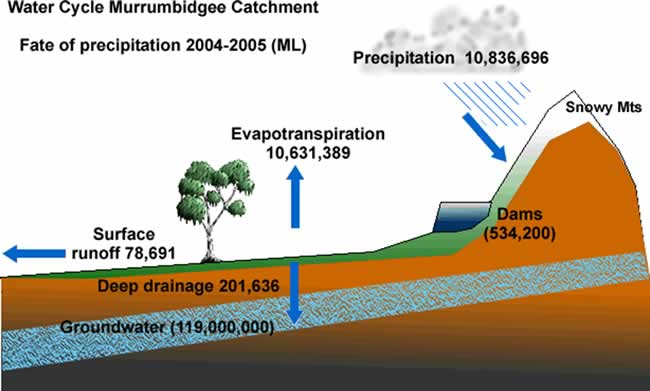 Water Cycle Murrumbidgee Catchment
Fate of precipitation 2004-2005 (ML)
Precipitation 10,836,696
Snowy Mts
Evapotranspiration
10,631,389
Dams
(534,200)
Surface
runoff 78,691
Deep drainage 201,636
Groundwater (119,000,000)